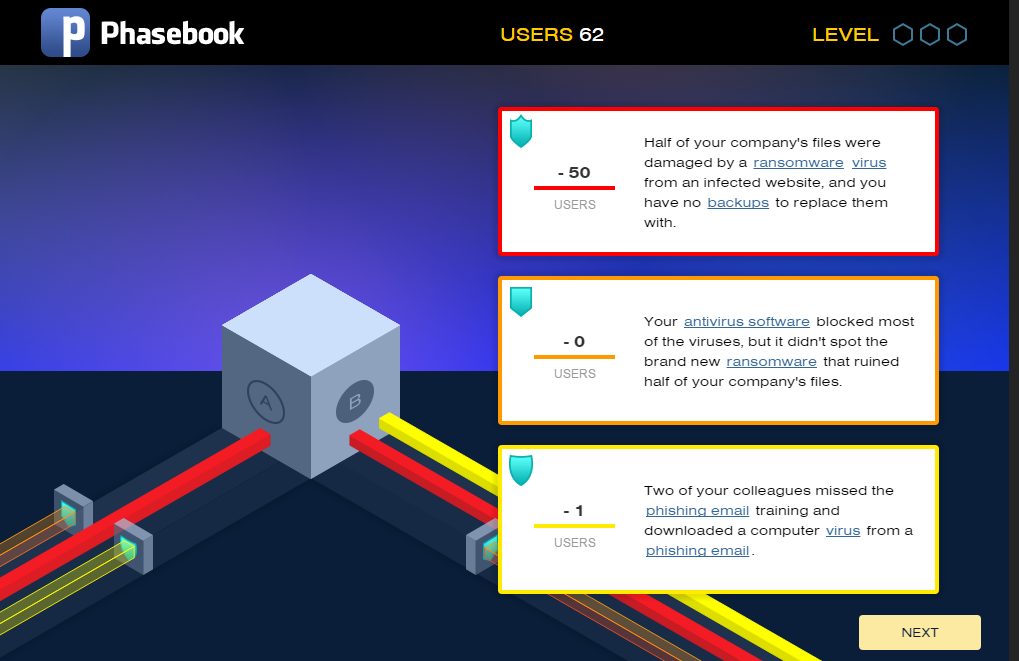 p Phasebook
USERS 62
LEVEL
- 50
USERS
Half of your company's files were
damaged by a ransomware virus
from an infected website, and you
have no backups to replace them
with.
- 0
USERS
Your antivirus software blocked most
of the viruses, but it didn't spot the
brand new ransomware that ruined
half of your company's files.
- 1
USERS
Two of your colleagues missed the
phishing email training and
downloaded a computer virus from a
phishing email.
A
B
NEXT